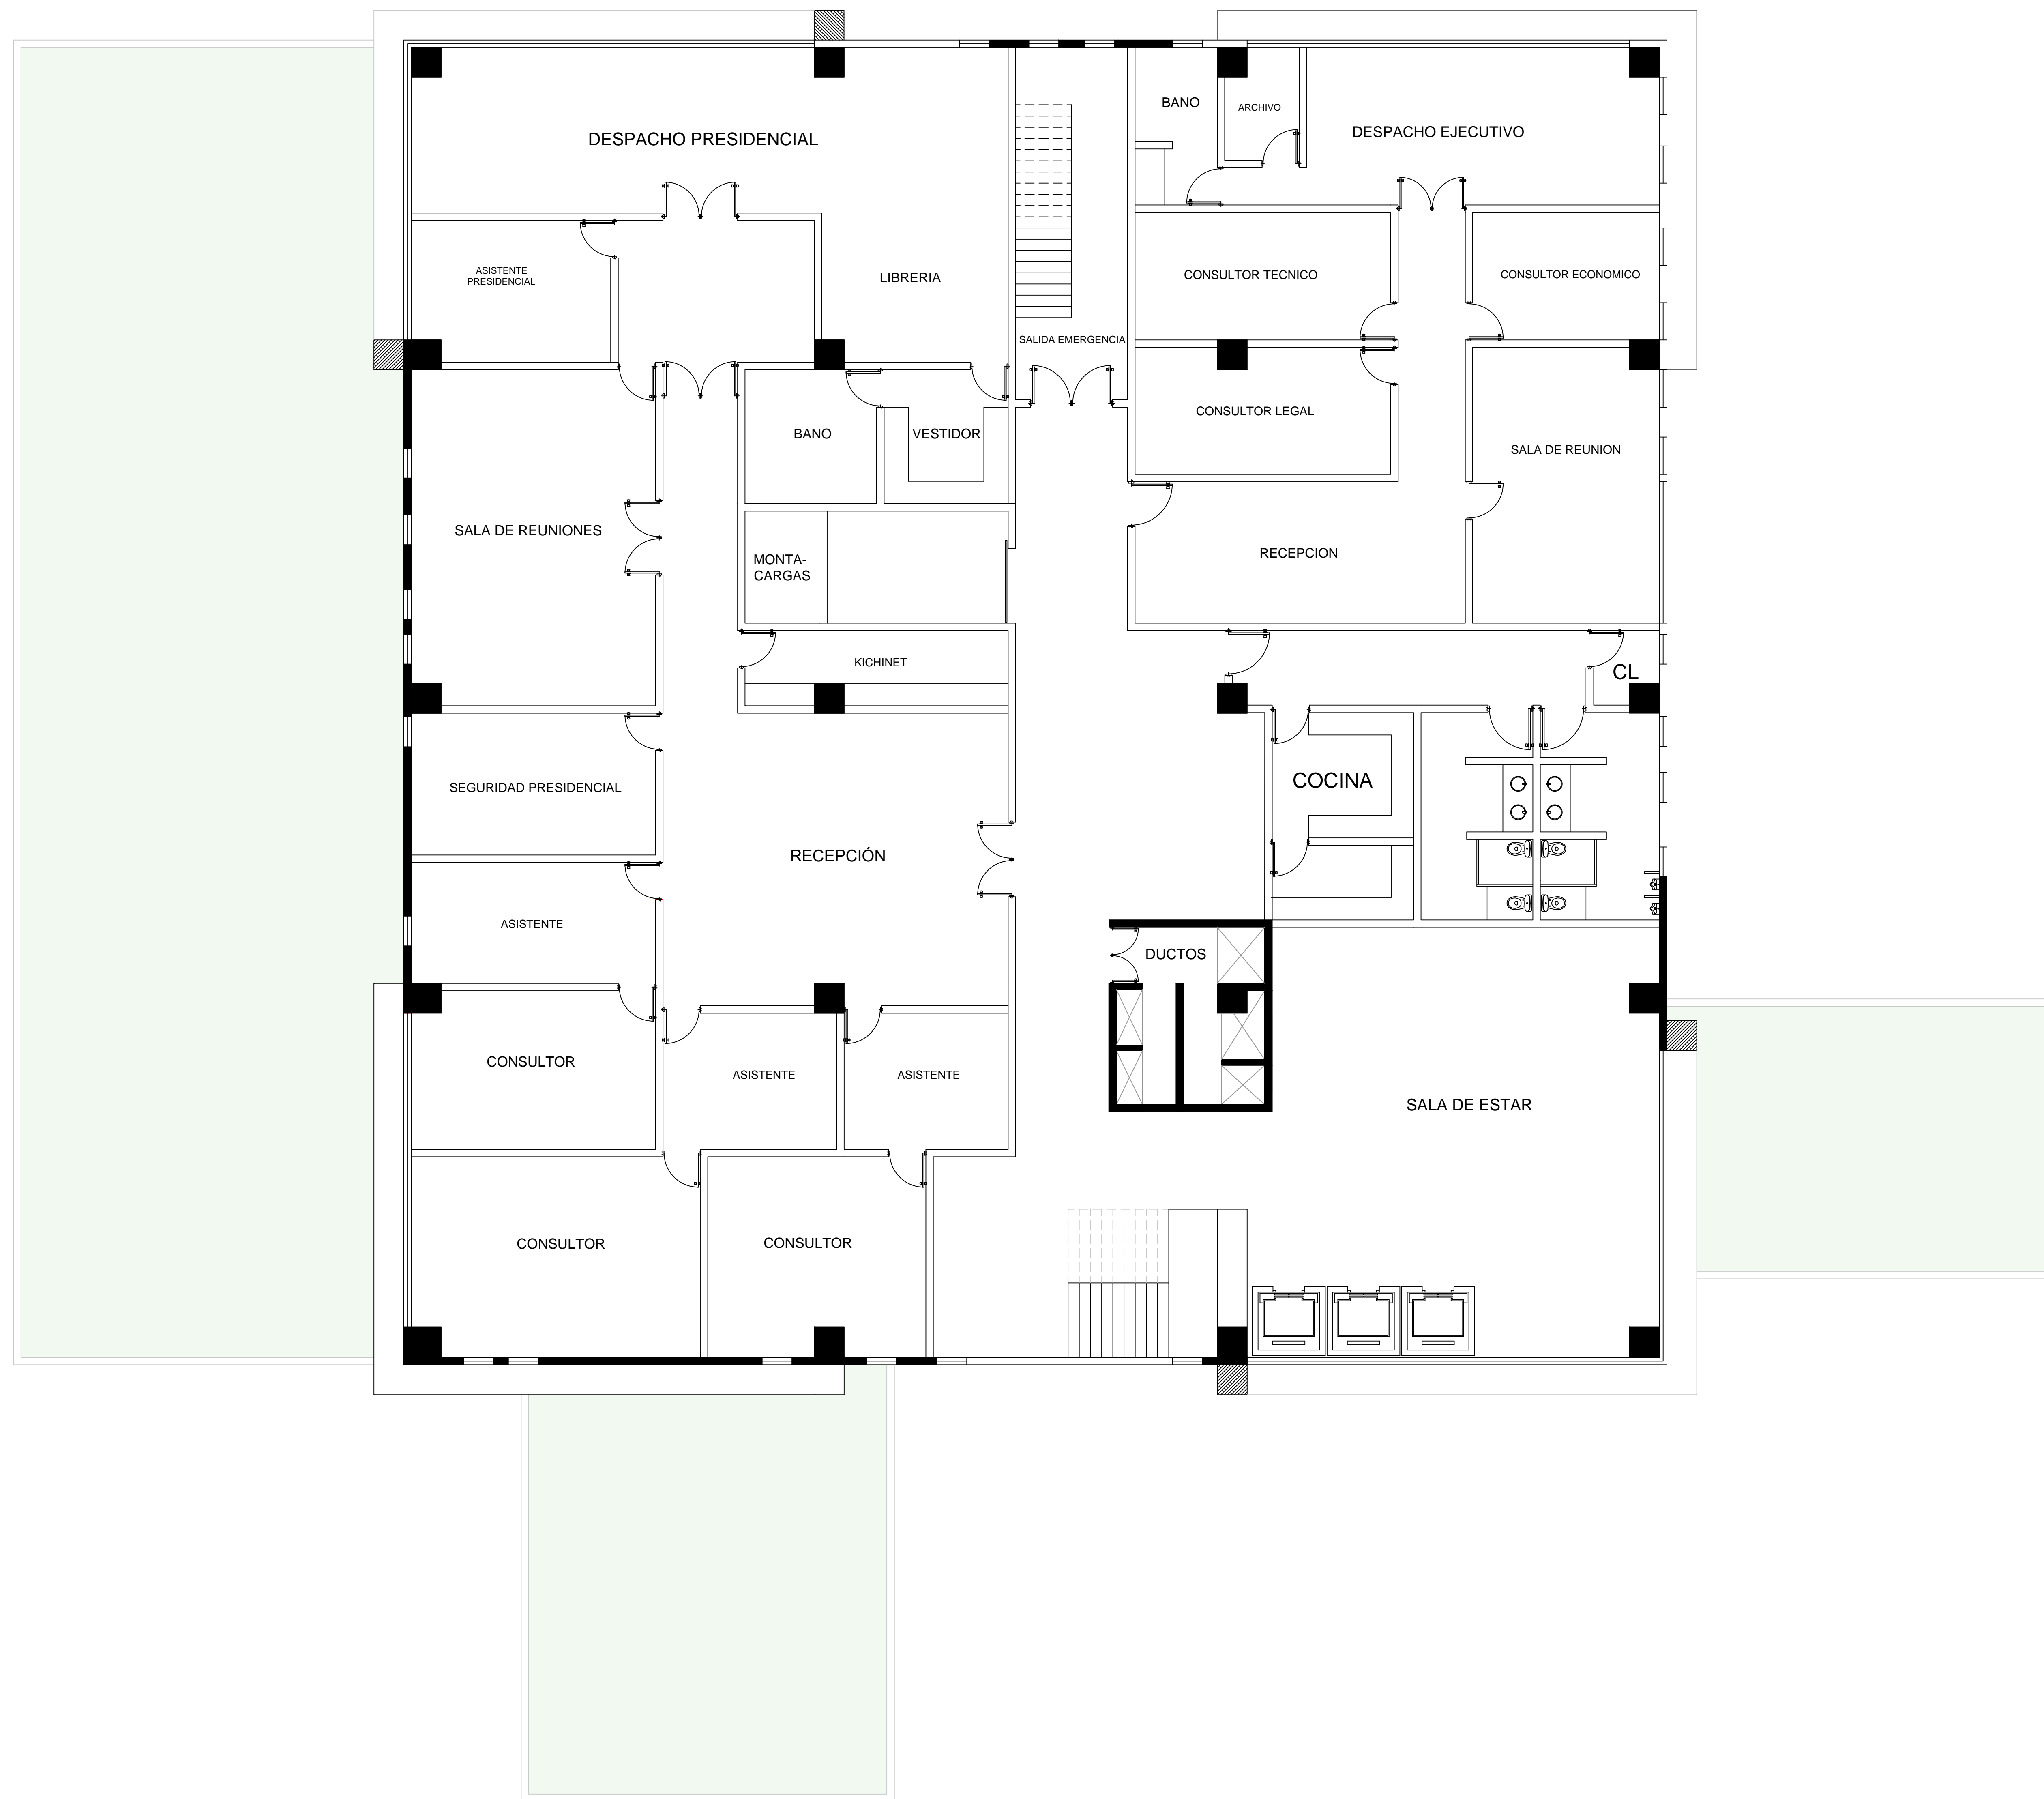 BANO
ARCHIVO
DESPACHO EJECUTIVO
DESPACHO PRESIDENCIAL
ASISTENTE
PRESIDENCIAL
LIBRERIA
CONSULTOR TECNICO
CONSULTOR ECONOMICO
SALIDA EMERGENCIA
CONSULTOR LEGAL
BANO
VESTIDOR
SALA DE REUNION
SALA DE REUNIONES
RECEPCION
MONTA-
CARGAS
KICHINET
CL
SEGURIDAD PRESIDENCIAL
COCINA
RECEPCIÓN
ASISTENTE
DUCTOS
CONSULTOR
ASISTENTE
ASISTENTE
SALA DE ESTAR
CONSULTOR
CONSULTOR